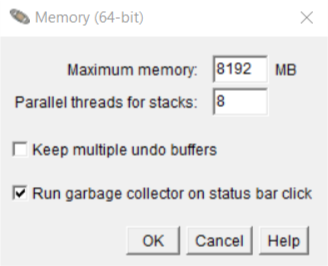 Memory (64-bit)
Maximum memory: 8192 MB
Parallel threads for stacks: 8
Keep multiple undo buffers
Run garbage collector on status bar click
OK Cancel Help